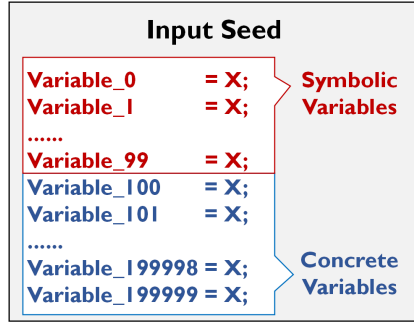 Input Seed
Variable_0 = X;
Variable_1 = X;
......
Variable_99 = X;
Symbolic
Variables
Variable_100 = X;
Variable_101 = X;
......
Variable_199998 = X;
Variable_199999 = X;
Concrete
Variables